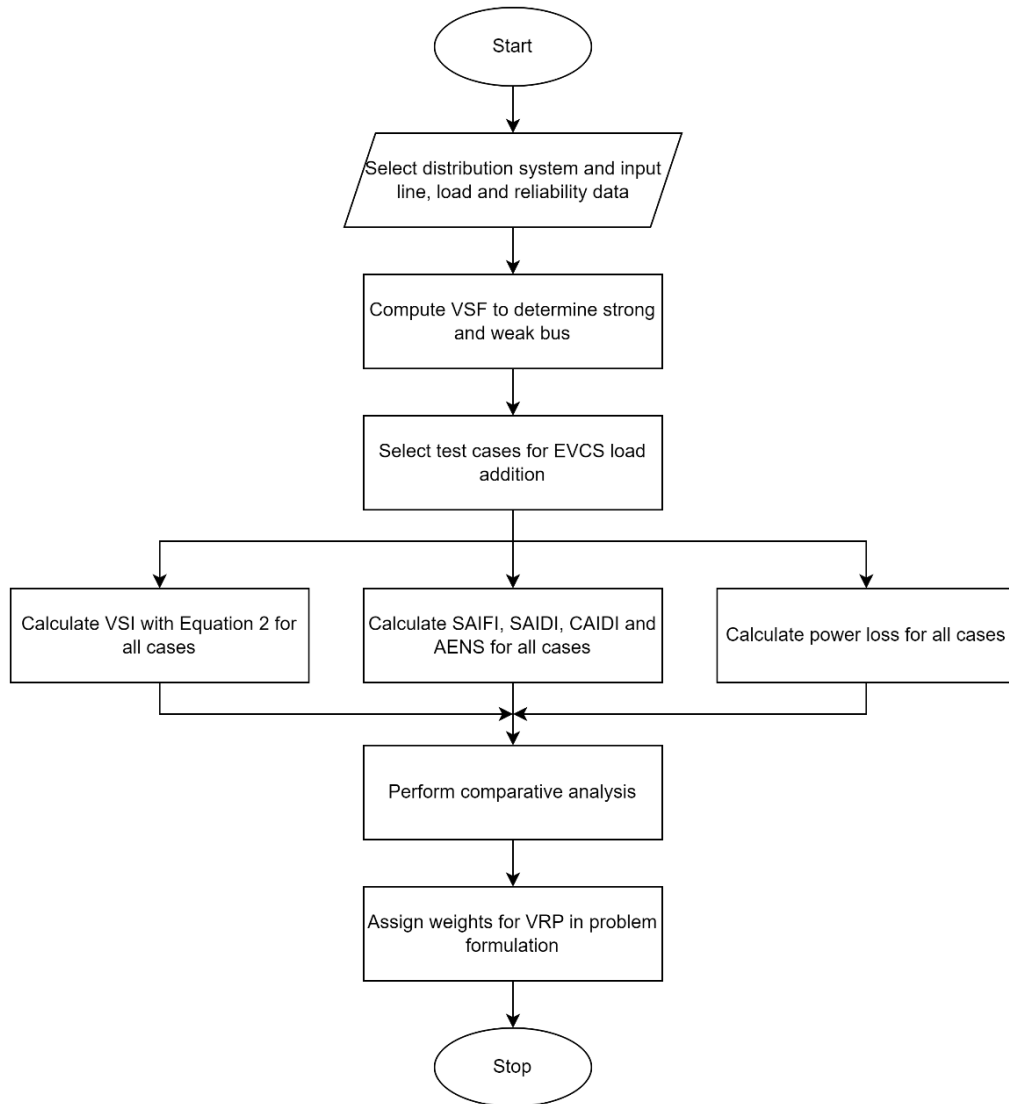 Start
Select distribution system and input
line, load and reliability data
Compute VSF to determine strong
and weak bus
Select test cases for EVCS load
addition
Calculate VSI with Equation 2 for
all cases
Calculate SAIFI, SAIDI, CAIDI and
AENS for all cases
Calculate power loss for all cases
Perform comparative analysis
Assign weights for VRP in problem
formulation
Stop